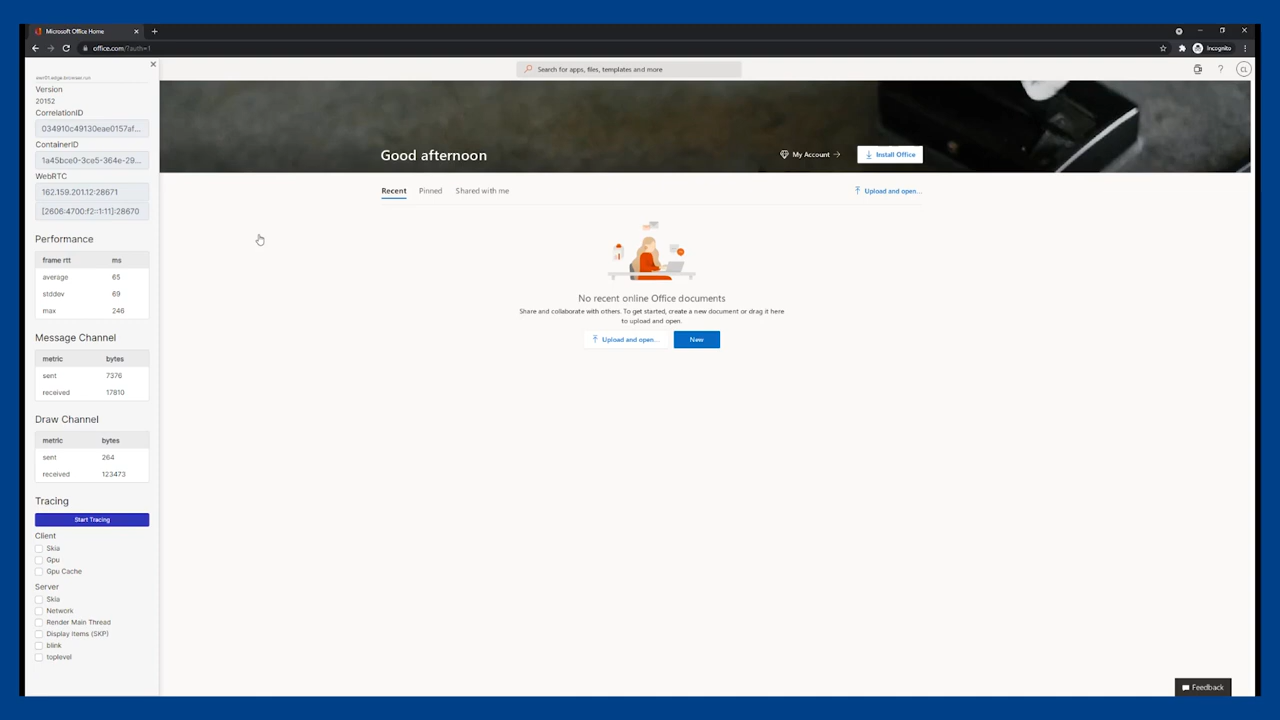 Microsoft Office Home
office.com/?auth=1
Incognito
Search for apps, files, templates and more
? CL
Version
20152
CorrelationID
034910c49130eae0157af...
ContainerID
1a45bce0-3ce5-364e-29...
WebRTC
162.159.201.12:28671
[2606:4700:f2::1:11]:28670
Good afternoon
My Account
Install Office
Recent Pinned Shared with me
Upload and open...
No recent online Office documents
Share and collaborate with others. To get started, create a new document or drag it here
to upload and open.
Upload and open...
New
Performance
frame rtt ms
average 65
stddev 69
max 246
Message Channel
metric bytes
sent 7376
received 17810
Draw Channel
metric bytes
sent 264
received 123473
Tracing
Start Tracing
Client
Skia
Gpu
Gpu Cache
Server
Skia
Network
Render Main Thread
Display Items (SKP)
blink
toplevel
Feedback